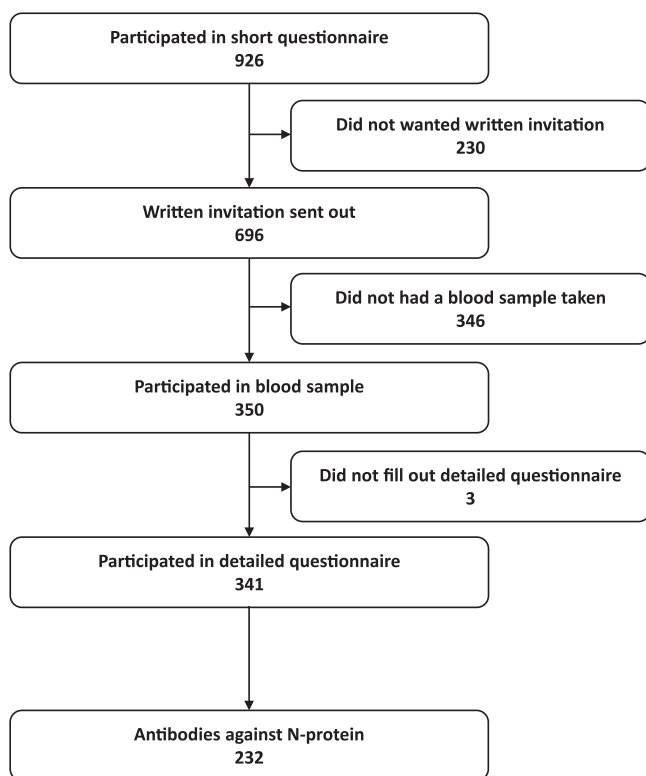 Participated in short questionnaire
926
Did not wanted written invitation
230
Written invitation sent out
696
Did not had a blood sample taken
346
Participated in blood sample
350
Did not fill out detailed questionnaire
3
Participated in detailed questionnaire
341
Antibodies against N-protein
232